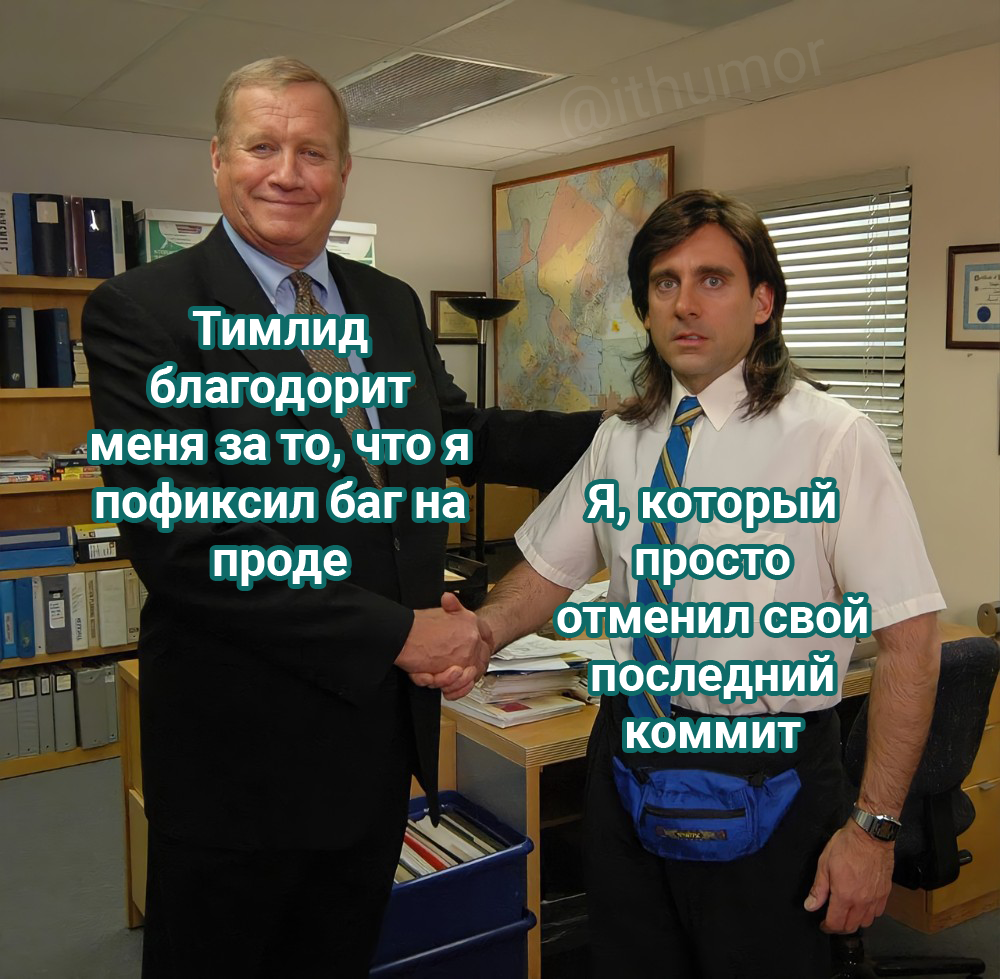 @ithumor
Тимлид
благодорит
меня за то, что я
пофиксил баг на
проде
Я, который
просто
отменил свой
последний
коммит